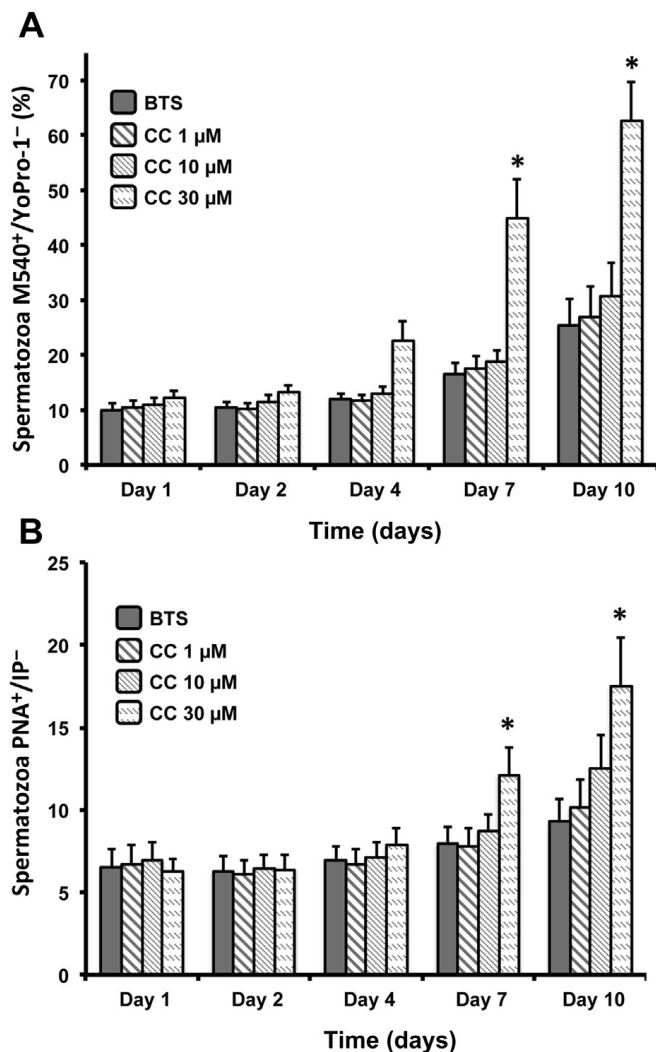 A
Spermatozoa M540⁺/YoPro-1⁻ (%)
70
60
50
40
30
20
10
0
BTS
CC 1 µM
CC 10 µM
CC 30 µM
*
*
Day 1 Day 2 Day 4 Day 7 Day 10
Time (days)
B
Spermatozoa PNA⁺/IP⁻
25
20
15
10
5
0
BTS
CC 1 µM
CC 10 µM
CC 30 µM
*
*
Day 1 Day 2 Day 4 Day 7 Day 10
Time (days)